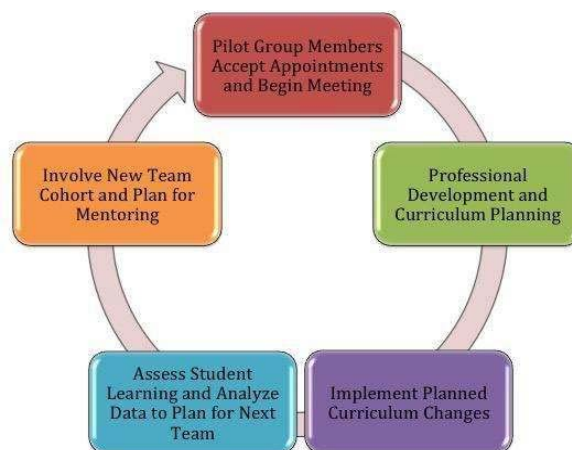 Pilot Group Members
Accept Appointments
and Begin Meeting
Professional
Development and
Curriculum Planning
Implement Planned
Curriculum Changes
Assess Student
Learning and Analyze
Data to Plan for Next
Team
Involve New Team
Cohort and Plan for
Mentoring